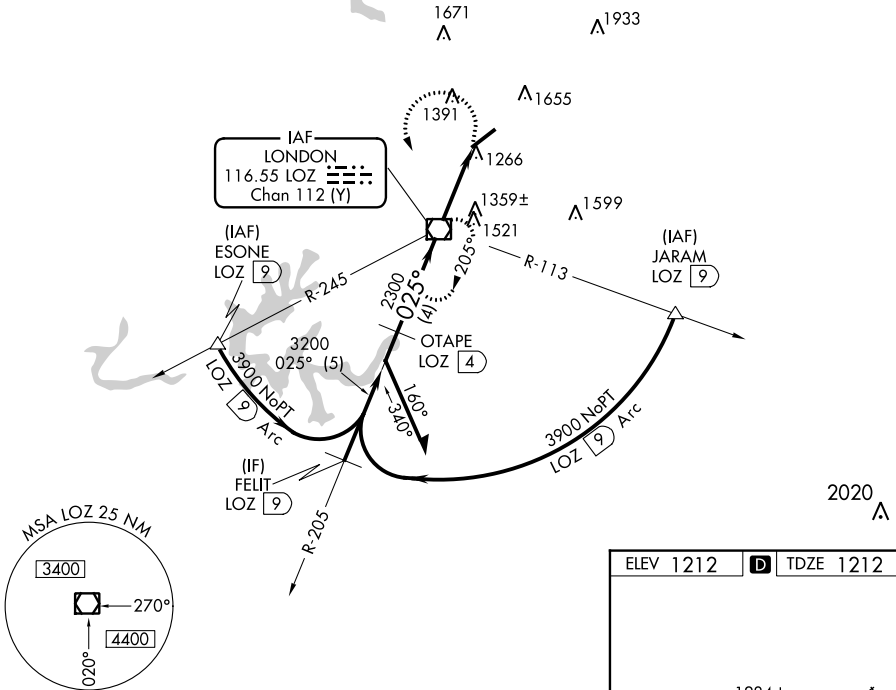 1671
1933
1391
1655
IAF
LONDON
116.55 LOZ
Chan 112 (Y)
1266
1359±
1521
1599
(IAF)
ESONE
LOZ 9
(IAF)
JARAM
LOZ 9
R-245
R-113
205°
2300
025°
(4)
3200
025° (5)
OTAPE
LOZ 4
3900 NoPT
LOZ 9 Arc
160°
340°
3900 NoPT
LOZ 9 Arc
(IF)
FELIT
LOZ 9
R-205
2020
MSA LOZ 25 NM
3400
270°
4400
020°
ELEV 1212 D TDZE 1212